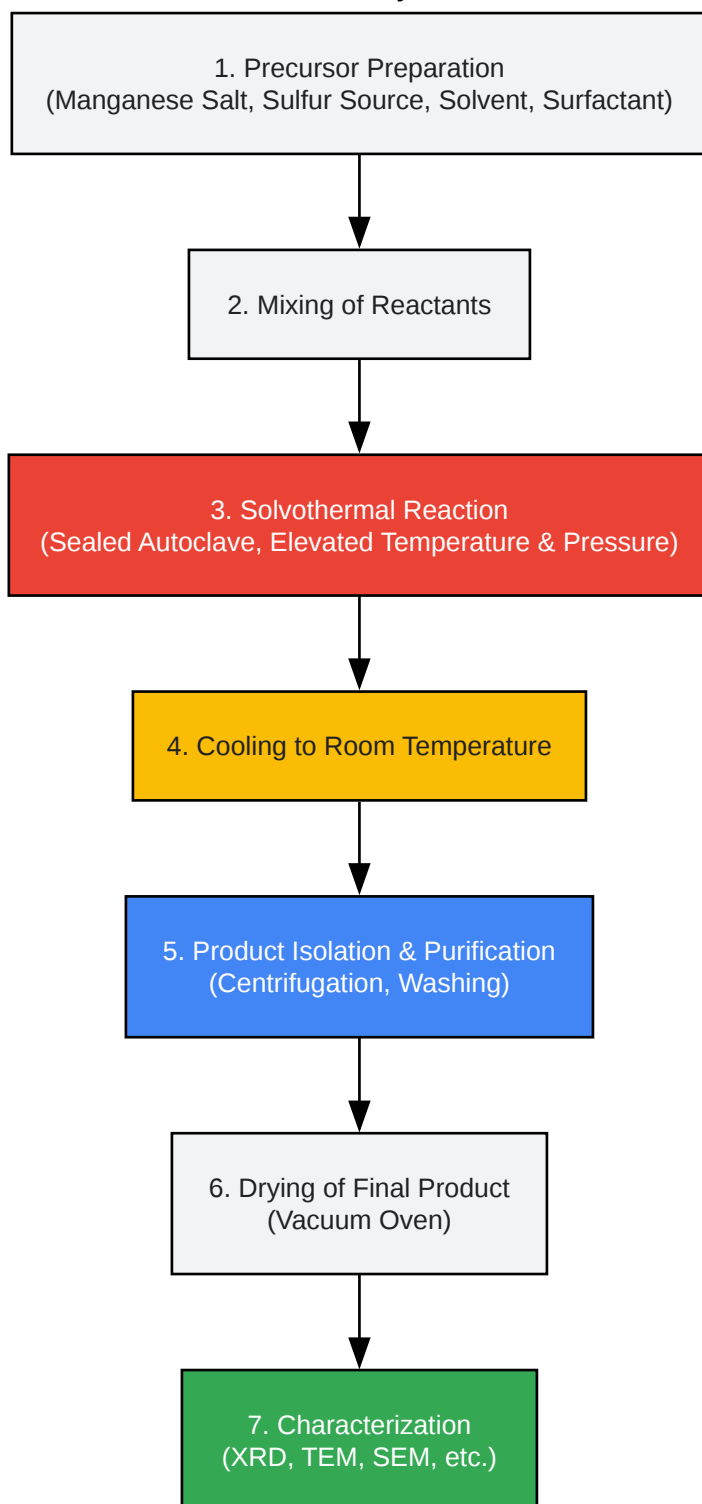 1. Precursor Preparation
(Manganese Salt, Sulfur Source, Solvent, Surfactant)
2. Mixing of Reactants
3. Solvothermal Reaction
(Sealed Autoclave, Elevated Temperature & Pressure)
4. Cooling to Room Temperature
5. Product Isolation & Purification
(Centrifugation, Washing)
6. Drying of Final Product
(Vacuum Oven)
7. Characterization
(XRD, TEM, SEM, etc.)